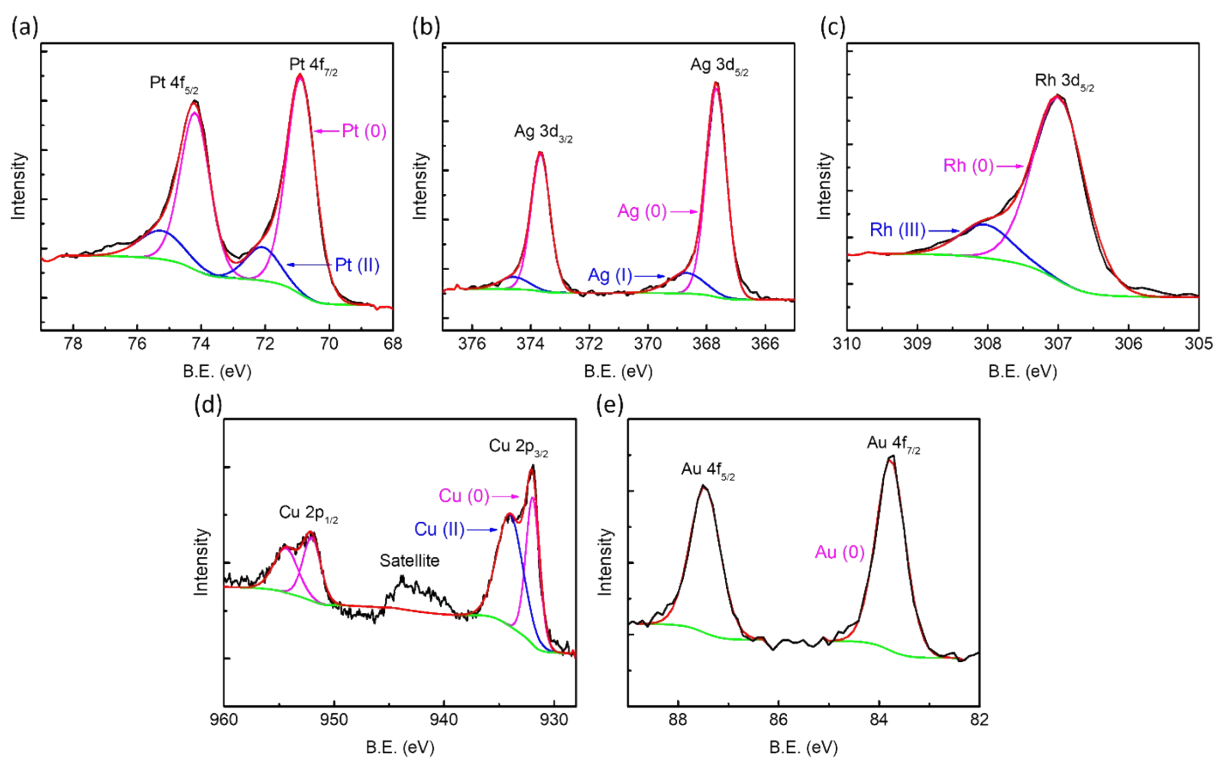 (a)
Pt 4f5/2
Pt 4f7/2
Pt (0)
Pt (II)
Intensity
78 76 74 72 70 68
B.E. (eV)
(b)
Ag 3d3/2
Ag 3d5/2
Ag (0)
Ag (I)
Intensity
376 374 372 370 368 366
B.E. (eV)
(c)
Rh 3d5/2
Rh (0)
Rh (III)
Intensity
310 309 308 307 306 305
B.E. (eV)
(d)
Cu 2p3/2
Cu (0)
Cu (II)
Cu 2p1/2
Satellite
Intensity
960 950 940 930
B.E. (eV)
(e)
Au 4f7/2
Au 4f5/2
Au (0)
Intensity
88 86 84 82
B.E. (eV)